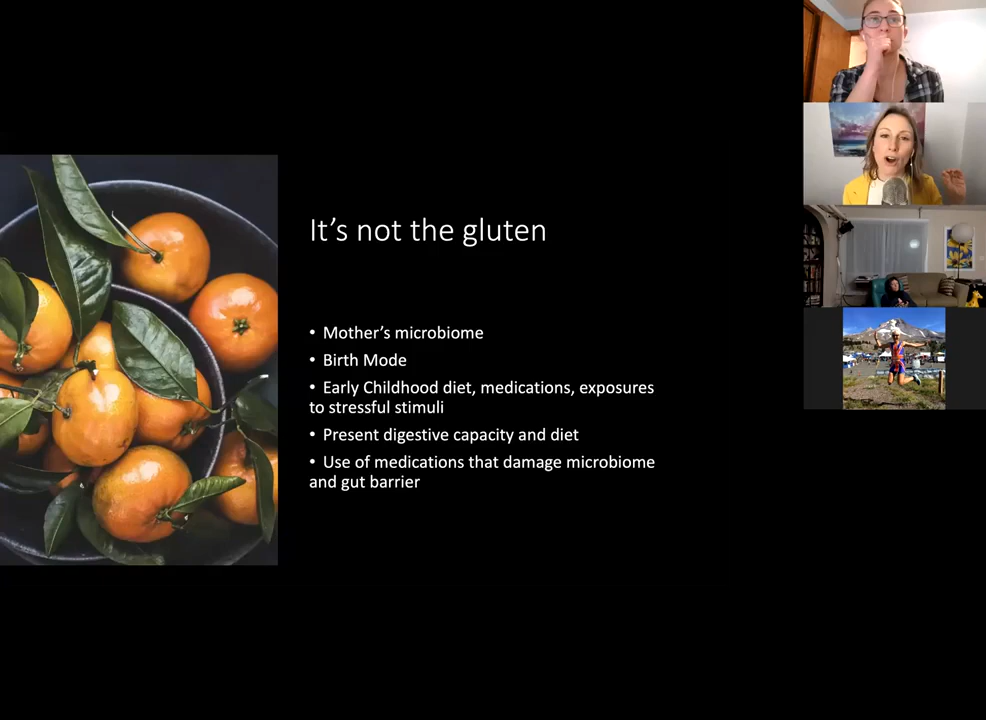 It’s not the gluten
• Mother’s microbiome
• Birth Mode
• Early Childhood diet, medications, exposures
to stressful stimuli
• Present digestive capacity and diet
• Use of medications that damage microbiome
and gut barrier